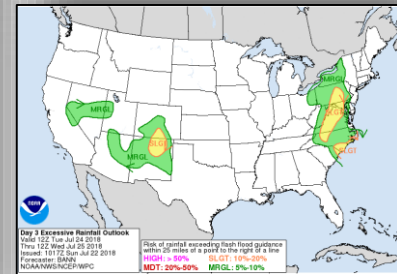 MRGL
MRGL
SLGT
MRGL
SLGT
SLGT
NOAA
Day 3 Excessive Rainfall Outlook
Valid 12Z Tue Jul 24 2018
Thru 12Z Wed Jul 25 2018
Issued: 1017Z Sun Jul 22 2018
Forecaster: BANN
NOAA/NWS/NCEP/WPC
Risk of rainfall exceeding flash flood guidance
within 25 miles of a point to the right of a line
HIGH: > 50% SLGT: 10%-20%
MDT: 20%-50% MRGL: 5%-10%